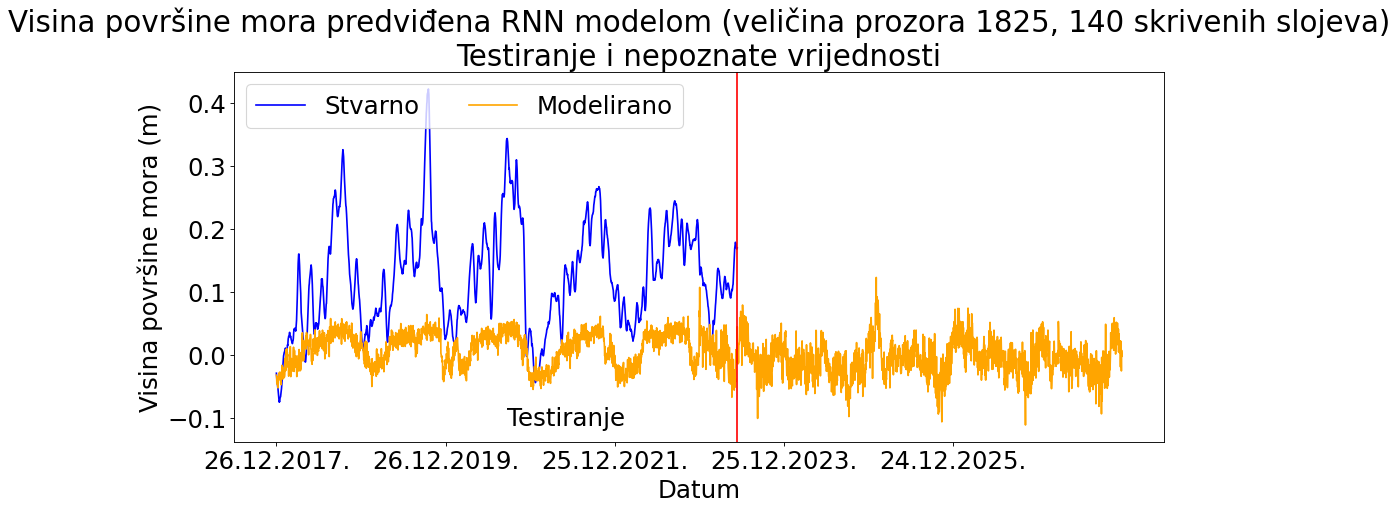 Visina površine mora predviđena RNN modelom (veličina prozora 1825, 140 skrivenih slojeva)
Testiranje i nepoznate vrijednosti
Stvarno Modelirano
Visina površine mora (m)
0.4
0.3
0.2
0.1
0.0
−0.1
Testiranje
26.12.2017. 26.12.2019. 25.12.2021. 25.12.2023. 24.12.2025.
Datum